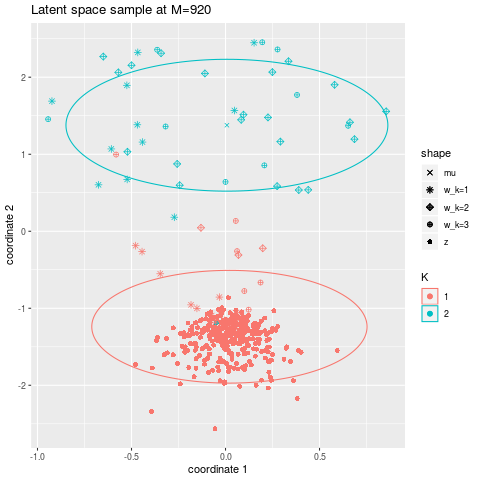 Latent space sample at M=920
coordinate 2
2
1
0
-1
-2
-1.0
-0.5
0.0
0.5
coordinate 1
shape
mu
w_k=1
w_k=2
w_k=3
z
K
1
2